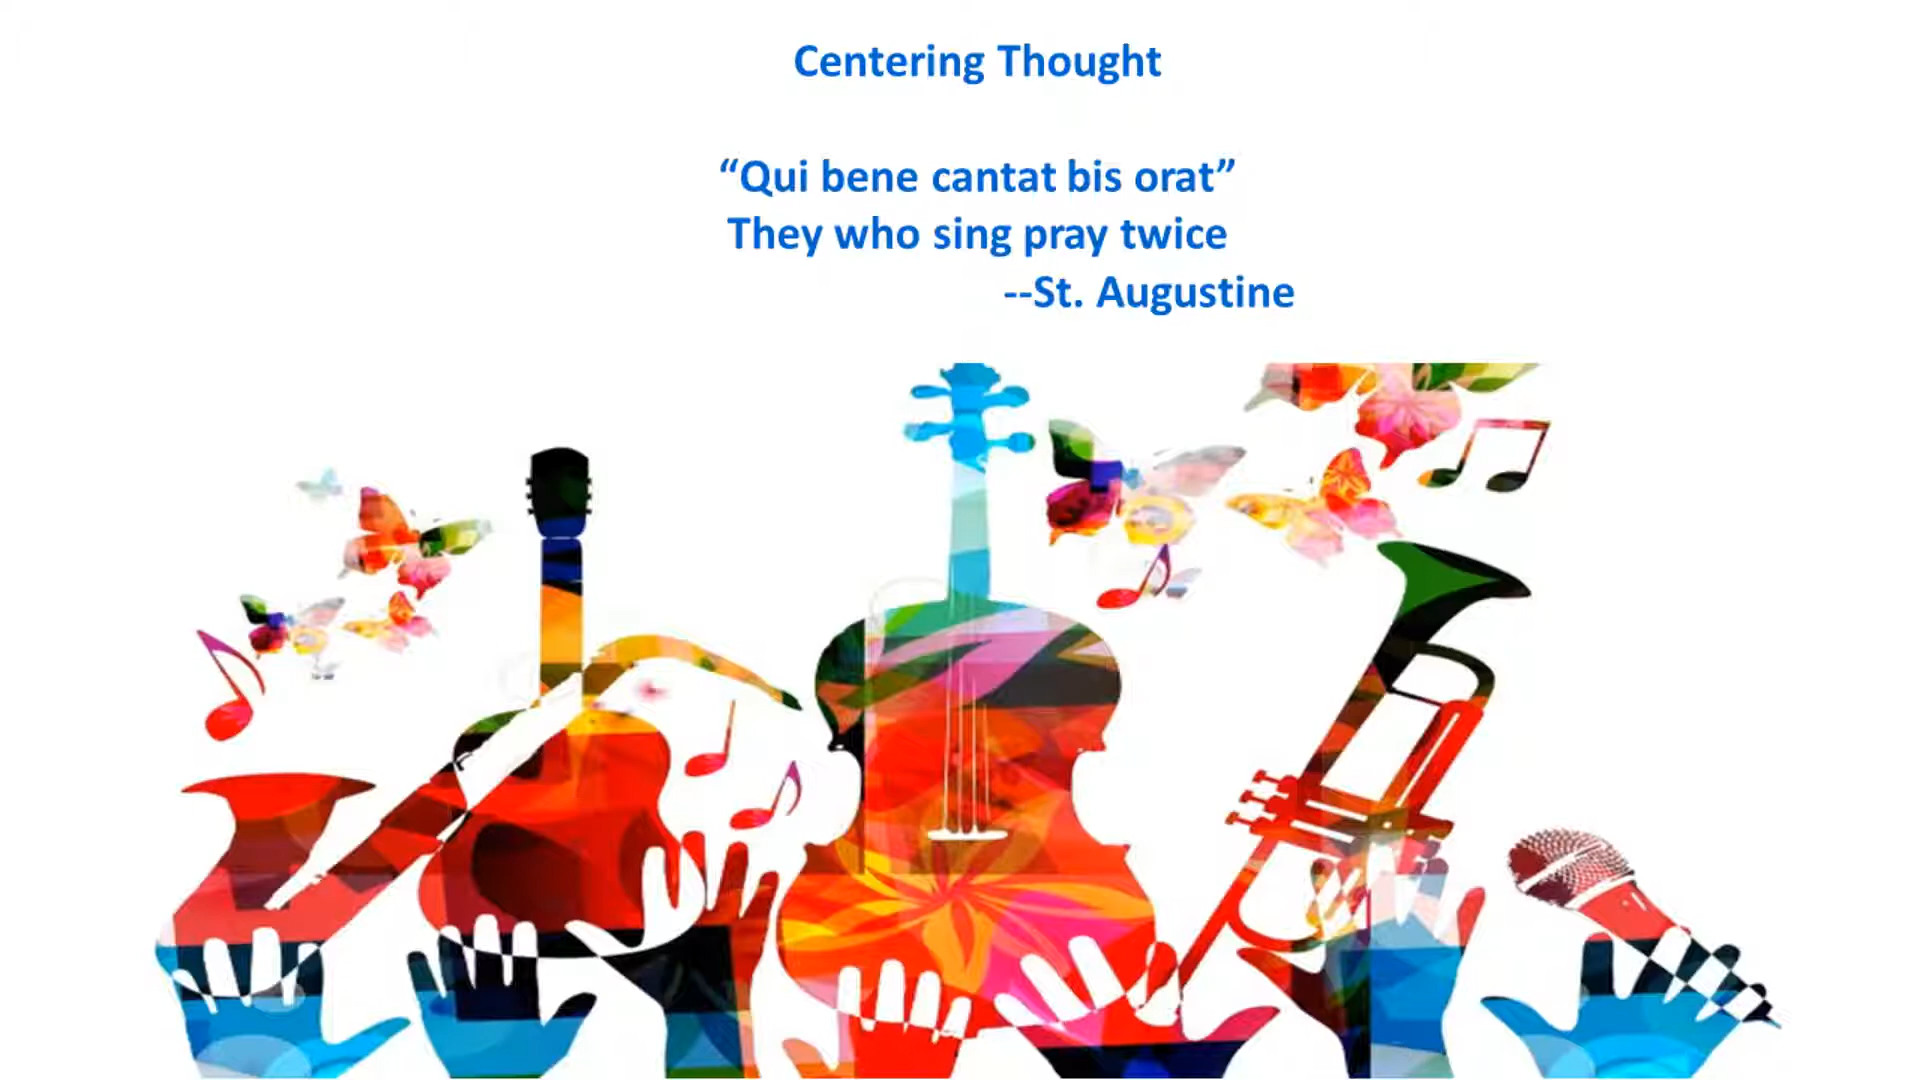 Centering Thought
“Qui bene cantat bis orat”
They who sing pray twice
--St. Augustine